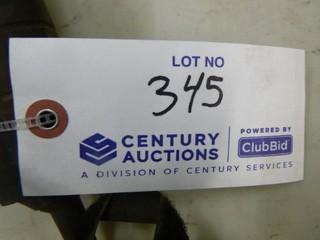 LOT NO
345
CENTURY AUCTIONS
POWERED BY
ClubBid
A DIVISION OF CENTURY SERVICES